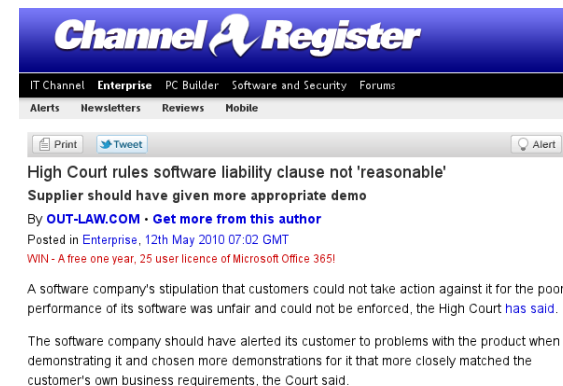 Channel Register
IT Channel Enterprise PC Builder Software and Security Forums
Alerts Newsletters Reviews Mobile
Print Tweet Alert
High Court rules software liability clause not 'reasonable'
Supplier should have given more appropriate demo
By OUT-LAW.COM • Get more from this author
Posted in Enterprise, 12th May 2010 07:02 GMT
WIN - A free one year, 25 user licence of Microsoft Office 365!
A software company's stipulation that customers could not take action against it for the poor
performance of its software was unfair and could not be enforced, the High Court has said.
The software company should have alerted its customer to problems with the product when
demonstrating it and chosen more demonstrations for it that more closely matched the
customer's own business requirements, the Court said.